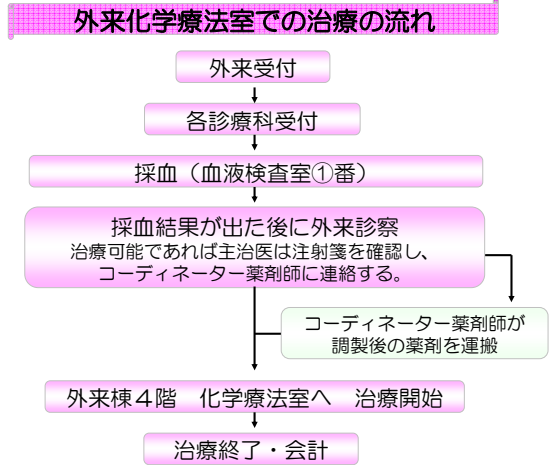 外来化学療法室での治療の流れ
外来受付
各診療科受付
採血（血液検査室①番）
採血結果が出た後に外来診察
治療可能であれば主治医は注射箋を確認し、
コーディネーター薬剤師に連絡する。
コーディネーター薬剤師が
調製後の薬剤を運搬
外来棟４階　化学療法室へ　治療開始
治療終了・会計